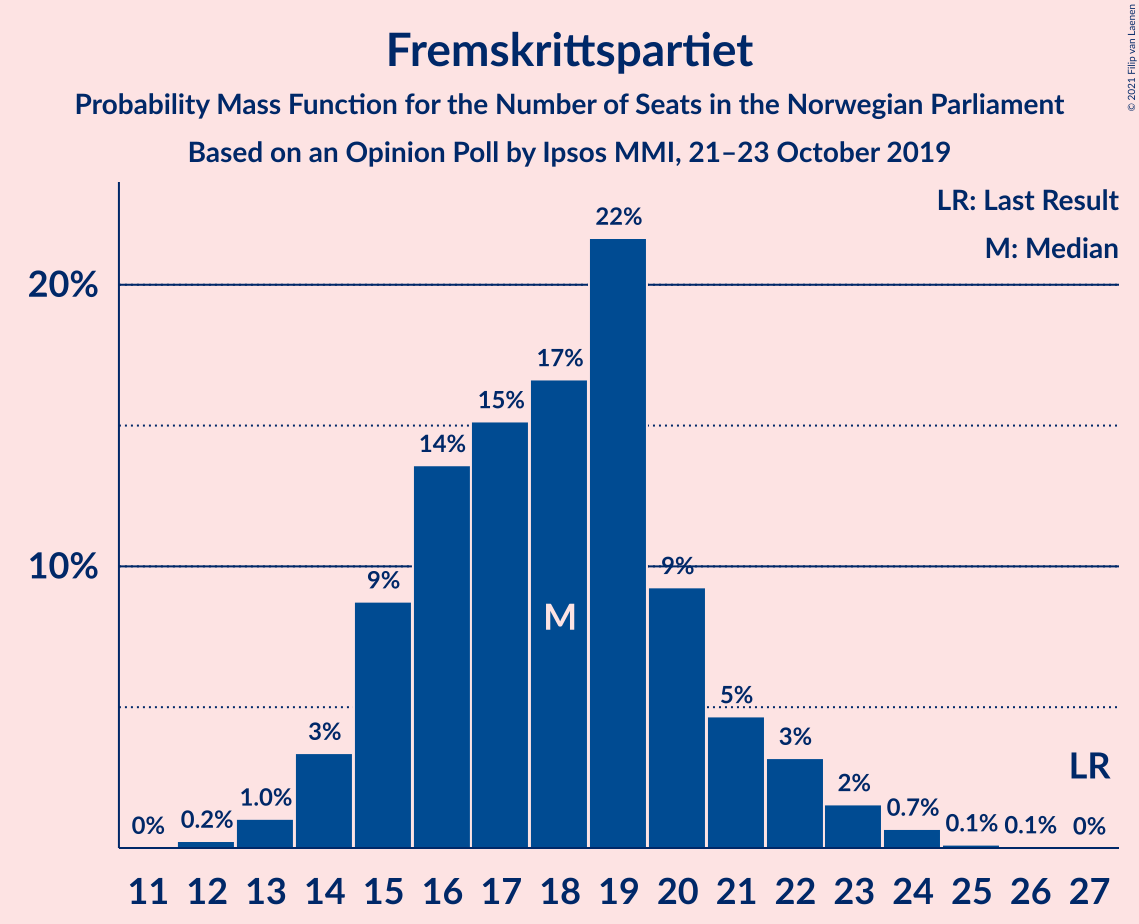 Fremskrittspartiet
Probability Mass Function for the Number of Seats in the Norwegian Parliament
Based on an Opinion Poll by Ipsos MMI, 21–23 October 2019
© 2021 Filip van Laenen
LR: Last Result
M: Median
20%
10%
0%
0.2%
1.0%
3%
9%
14%
15%
17%
22%
9%
5%
3%
2%
0.7%
0.1%
0.1%
0%
M
LR
11 12 13 14 15 16 17 18 19 20 21 22 23 24 25 26 27